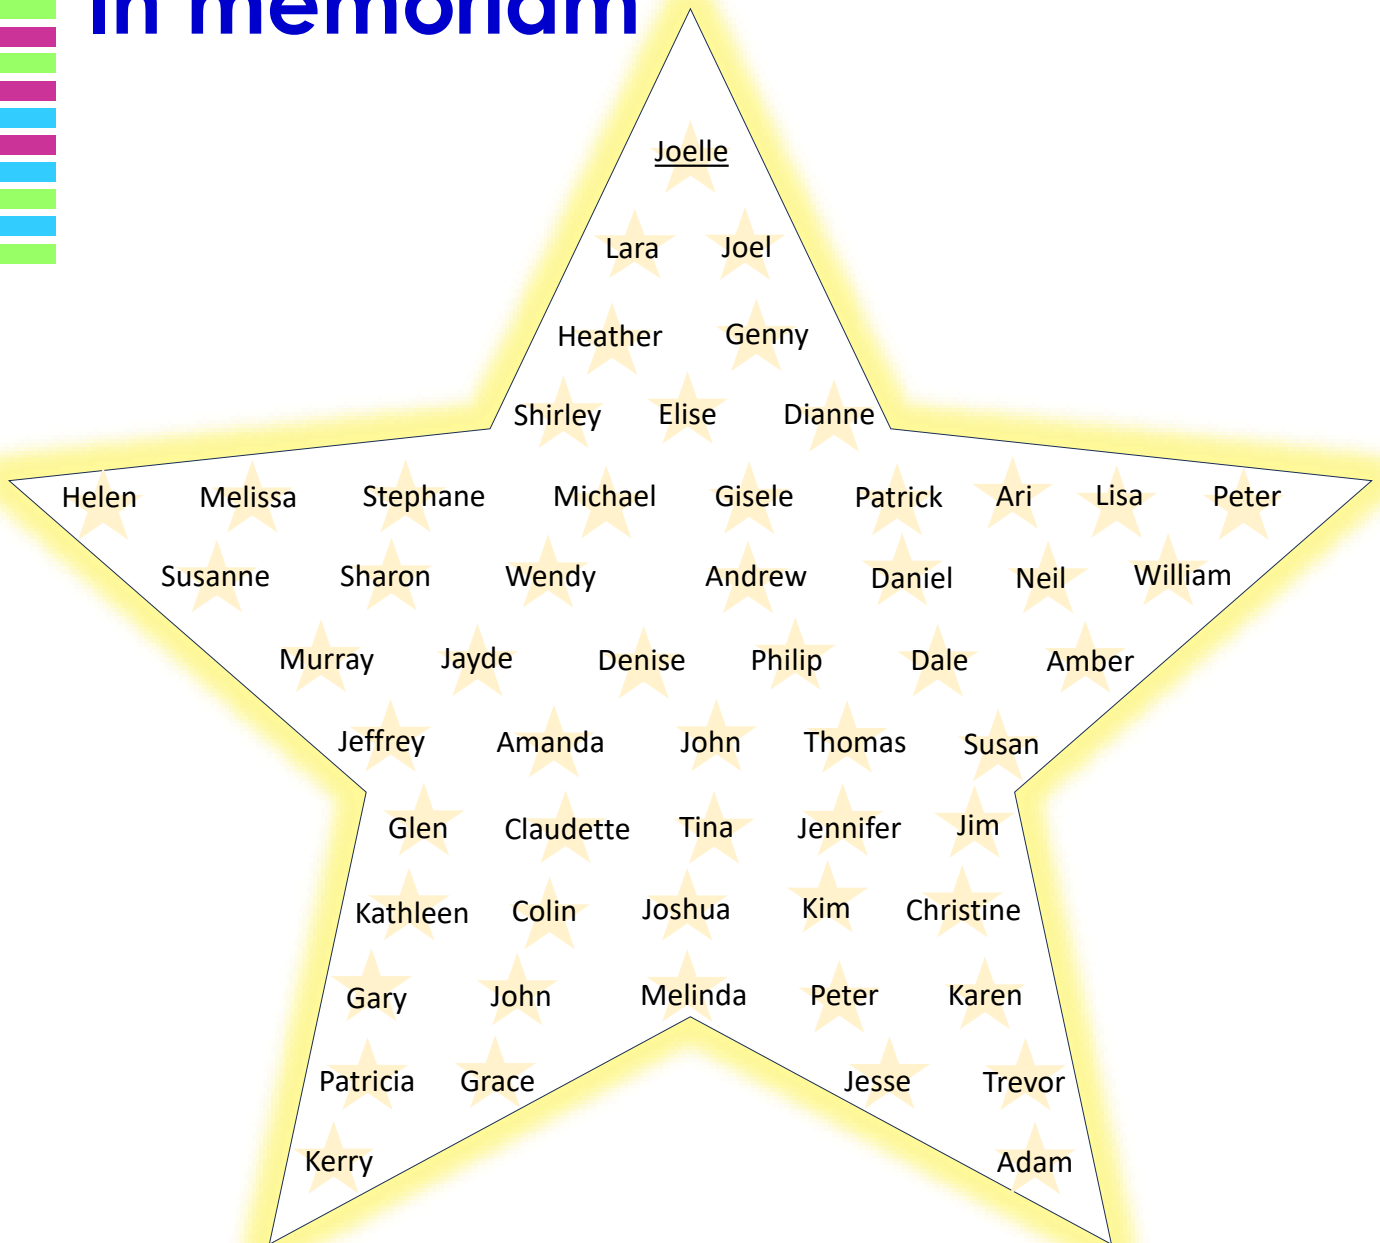 In memoriam
Joelle
Lara Joel
Heather Genny
Shirley Elise Dianne
Helen Melissa Stephane Michael Gisele Patrick Ari Lisa Peter
Susanne Sharon Wendy Andrew Daniel Neil William
Murray Jayde Denise Philip Dale Amber
Jeffrey Amanda John Thomas Susan
Glen Claudette Tina Jennifer Jim
Kathleen Colin Joshua Kim Christine
Gary John Melinda Peter Karen
Patricia Grace Jesse Trevor
Kerry Adam